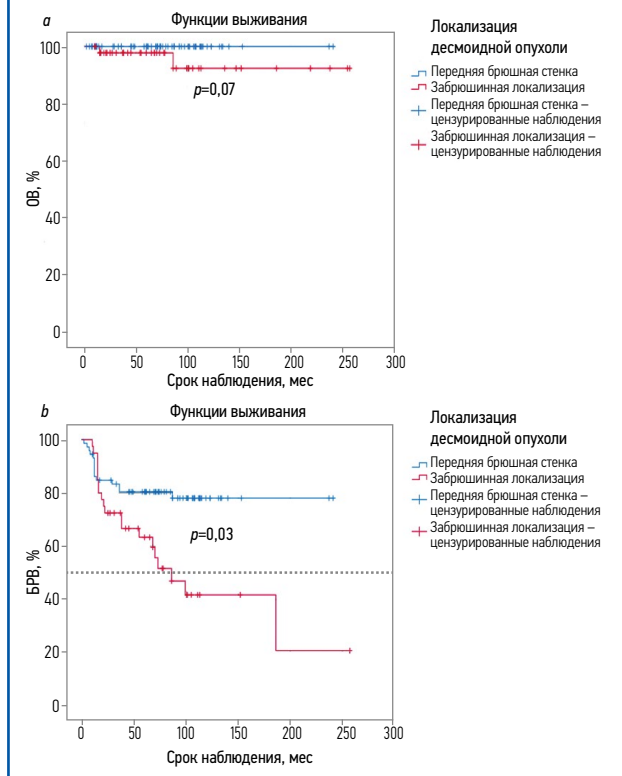 a
Функции выживания
100
80
60
40
20
0
ОВ, %
p=0,07
0 50 100 150 200 250 300
Срок наблюдения, мес
Локализация
десмоидной опухоли
Передняя брюшная стенка
Забрюшинная локализация
Передняя брюшная стенка –
цензурированные наблюдения
Забрюшинная локализация –
цензурированные наблюдения
b
Функции выживания
100
80
60
40
20
0
БРВ, %
p=0,03
0 50 100 150 200 250 300
Срок наблюдения, мес
Локализация
десмоидной опухоли
Передняя брюшная стенка
Забрюшинная локализация
Передняя брюшная стенка –
цензурированные наблюдения
Забрюшинная локализация –
цензурированные наблюдения